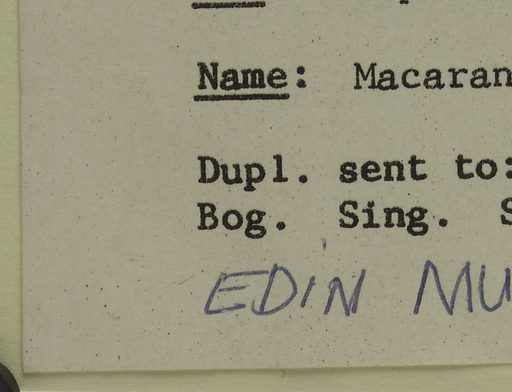 Name: Macaran
Dupl. sent to:
Bog. Sing. S
EDIN MU